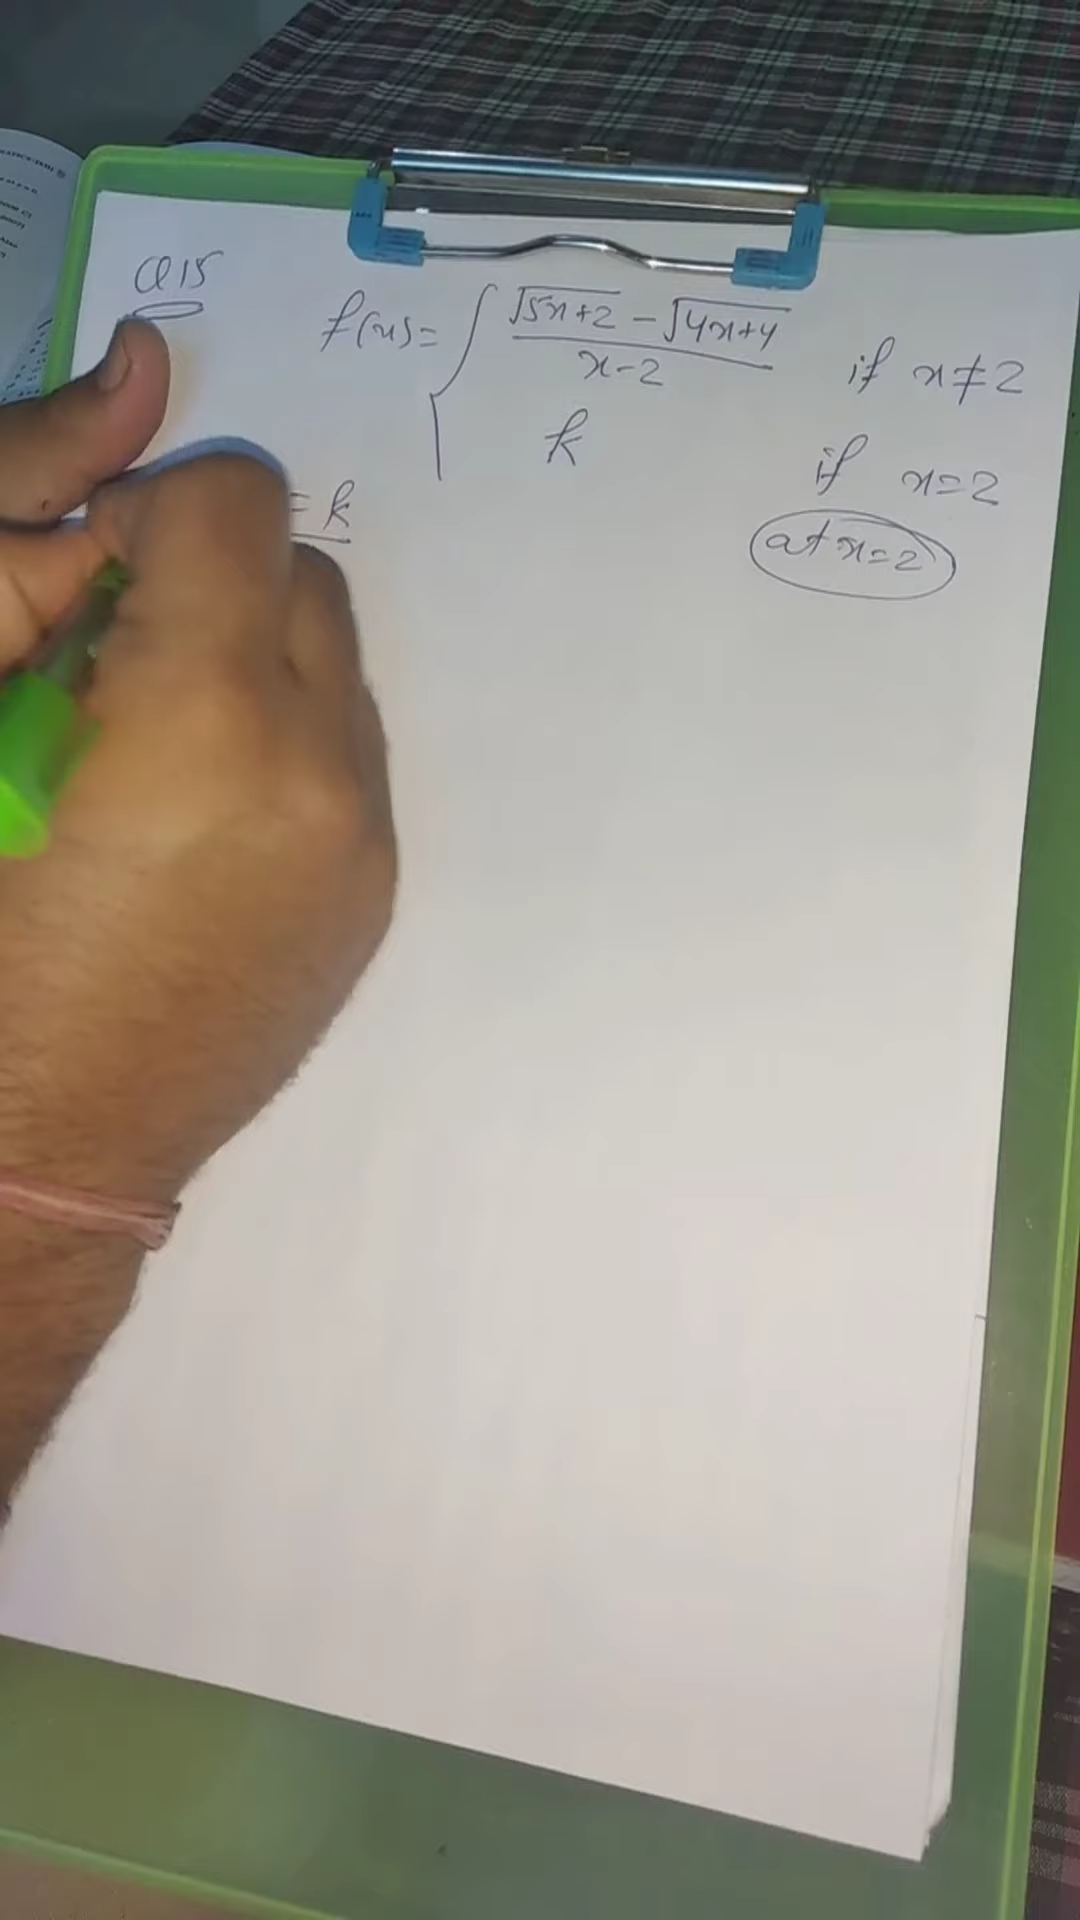 Q15
f(x) = { √5x+2 - √4x+4 / x-2 if x≠2
k if x=2
= k
at x=2